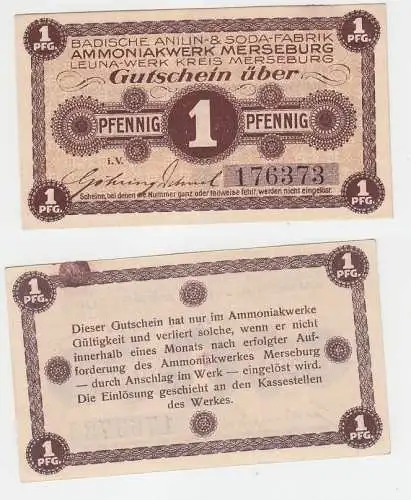 1 PFG.
1 PFG.
BADISCHE ANILIN- & SODA-FABRIK
AMMONIAKWERK MERSEBURG
LEUNA-WERK KREIS MERSEBURG
Gutschein über
PFENNIG 1 PFENNIG
i.V.
176373
Scheine, bei denen die Nummer ganz oder teilweise fehlt, werden nicht eingelöst.
1 PFG.
1 PFG.
1 PFG.
1 PFG.
Dieser Gutschein hat nur im Ammoniakwerke
Gültigkeit und verliert solche, wenn er nicht
innerhalb eines Monats nach erfolgter Auf-
forderung des Ammoniakwerkes Merseburg
— durch Anschlag im Werk — eingelöst wird.
Die Einlösung geschieht an den Kassestellen
des Werkes.
1 PFG.
1 PFG.